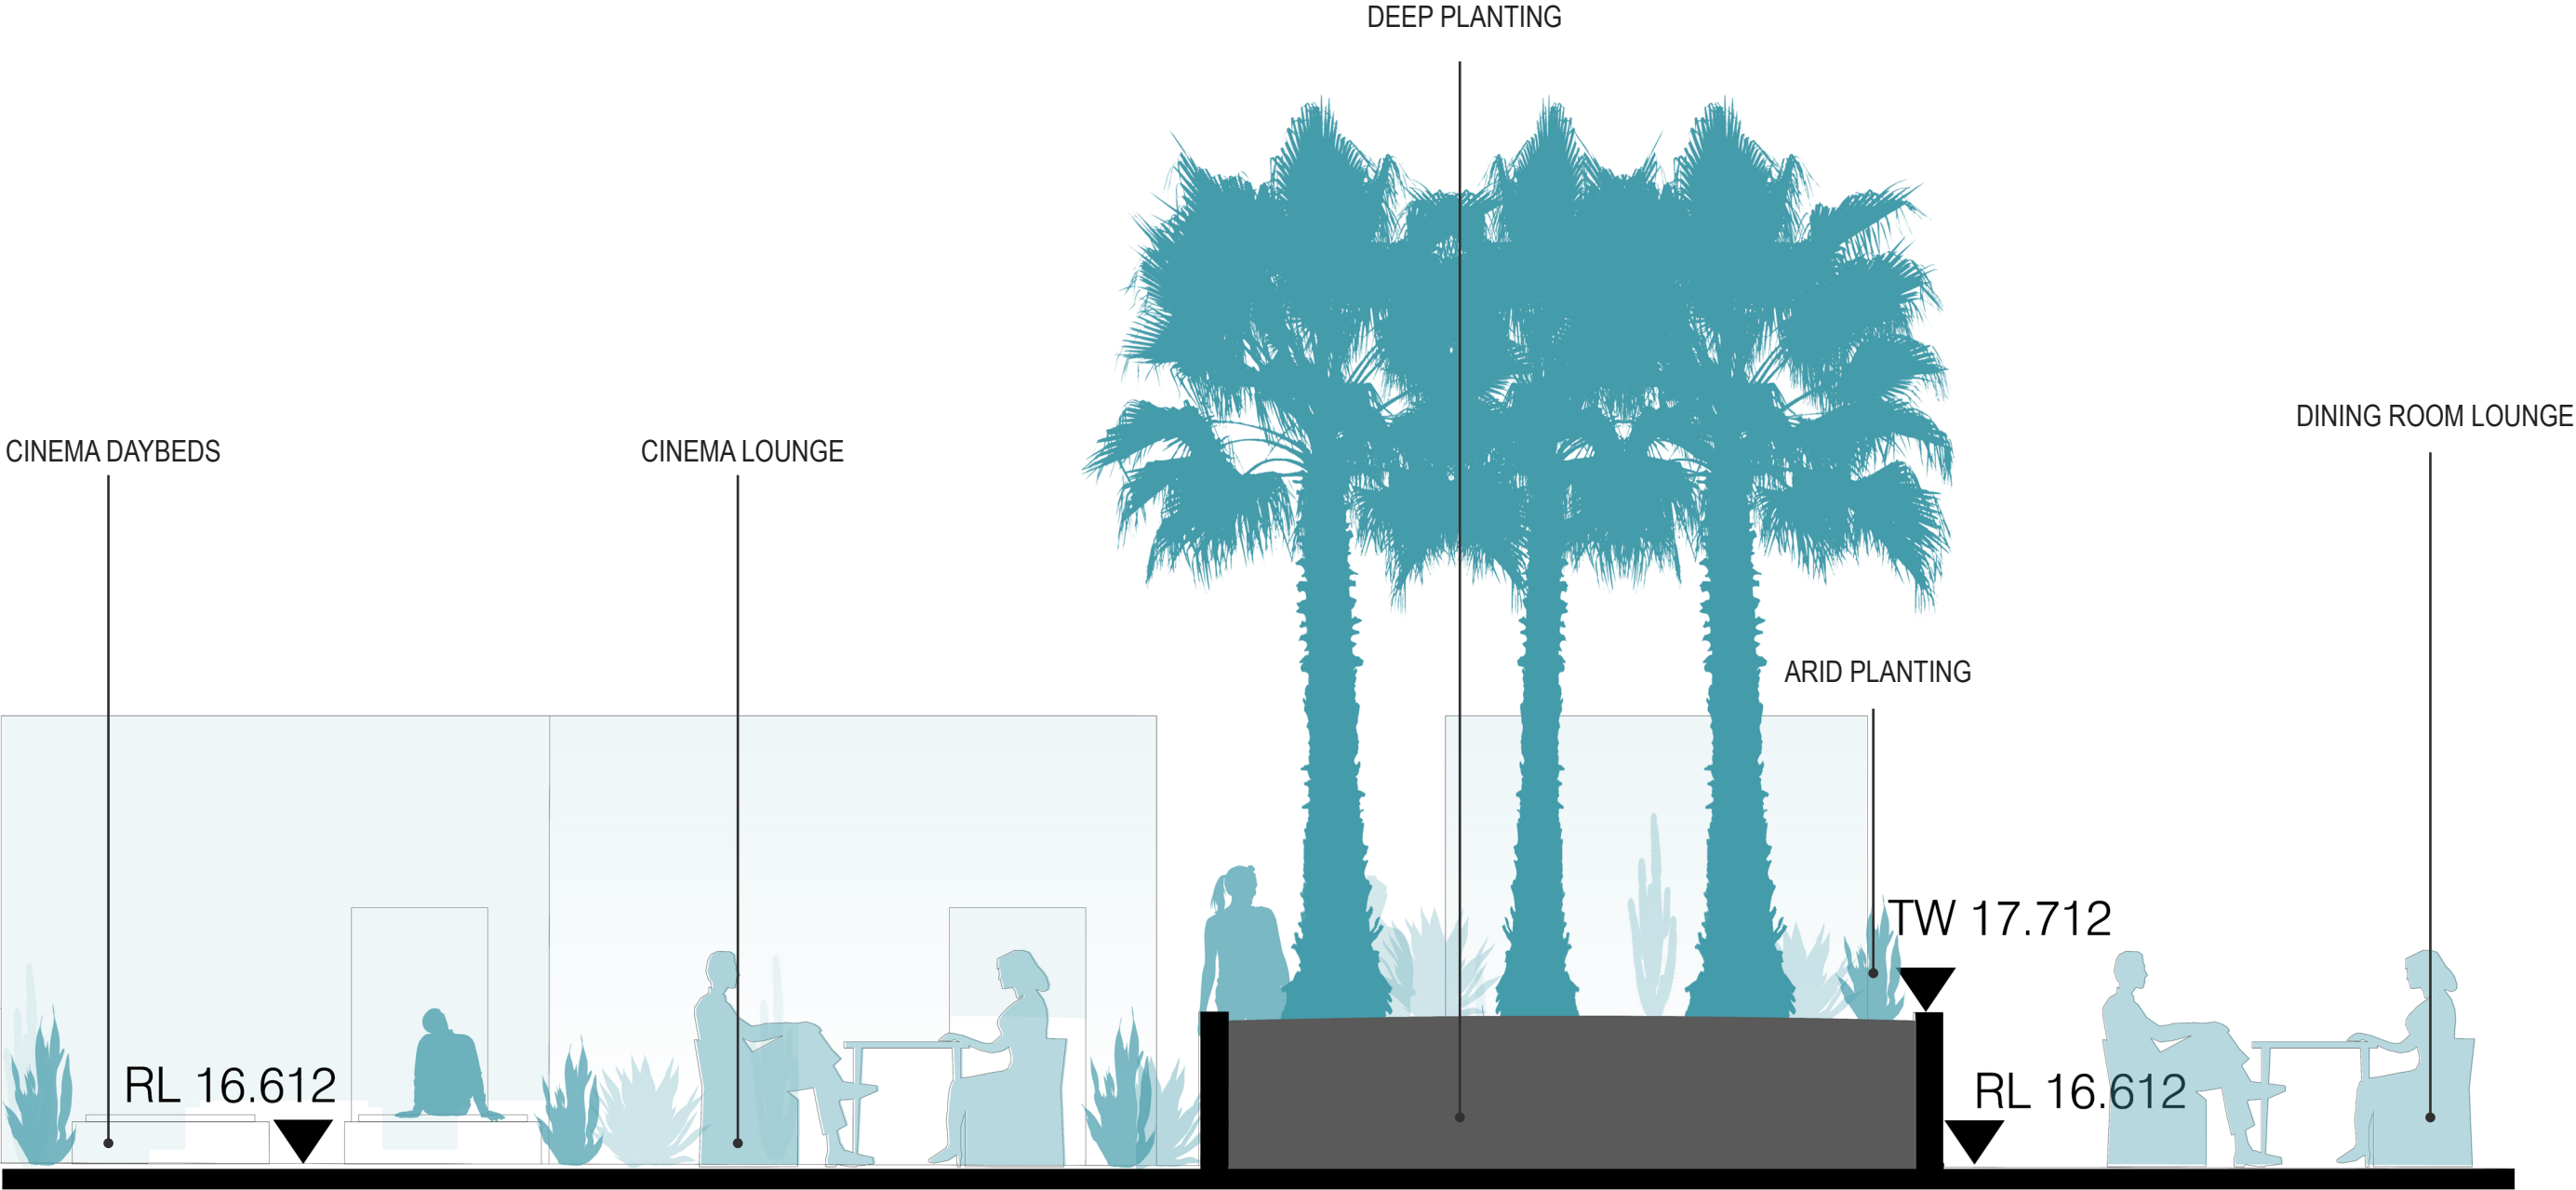 DEEP PLANTING
DINING ROOM LOUNGE
CINEMA DAYBEDS
CINEMA LOUNGE
ARID PLANTING
TW 17.712
RL 16.612
RL 16.612